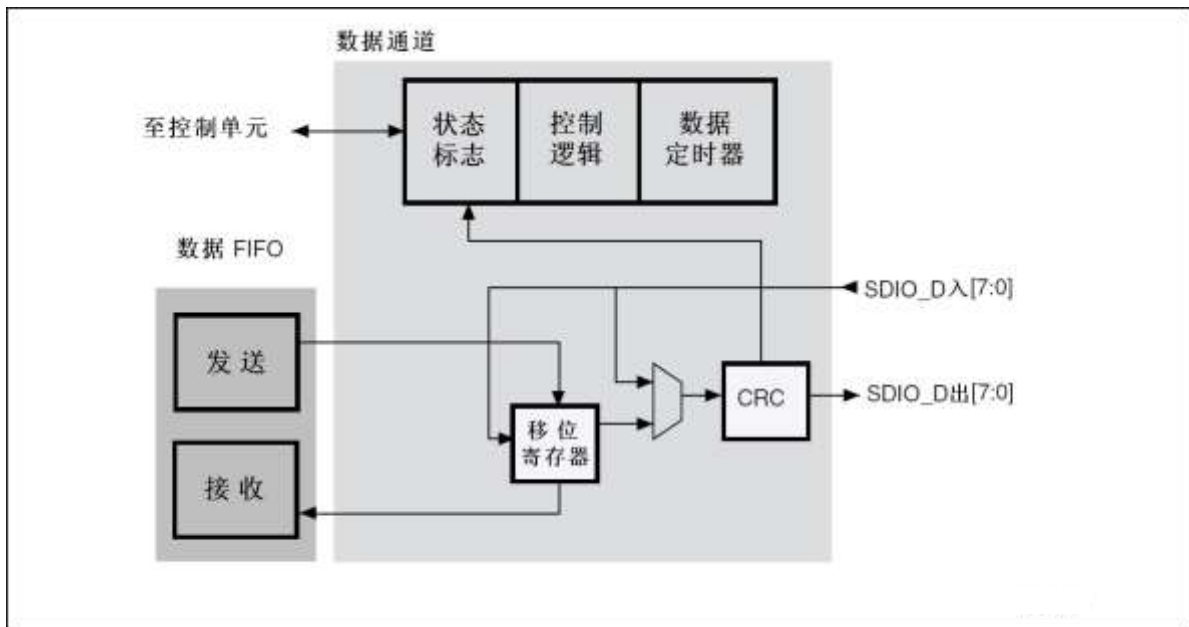 数据通道
至控制单元
状态
标志
控制
逻辑
数据
定时器
数据 FIFO
SDIO_D入[7:0]
发送
CRC
SDIO_D出[7:0]
移位
寄存器
接收